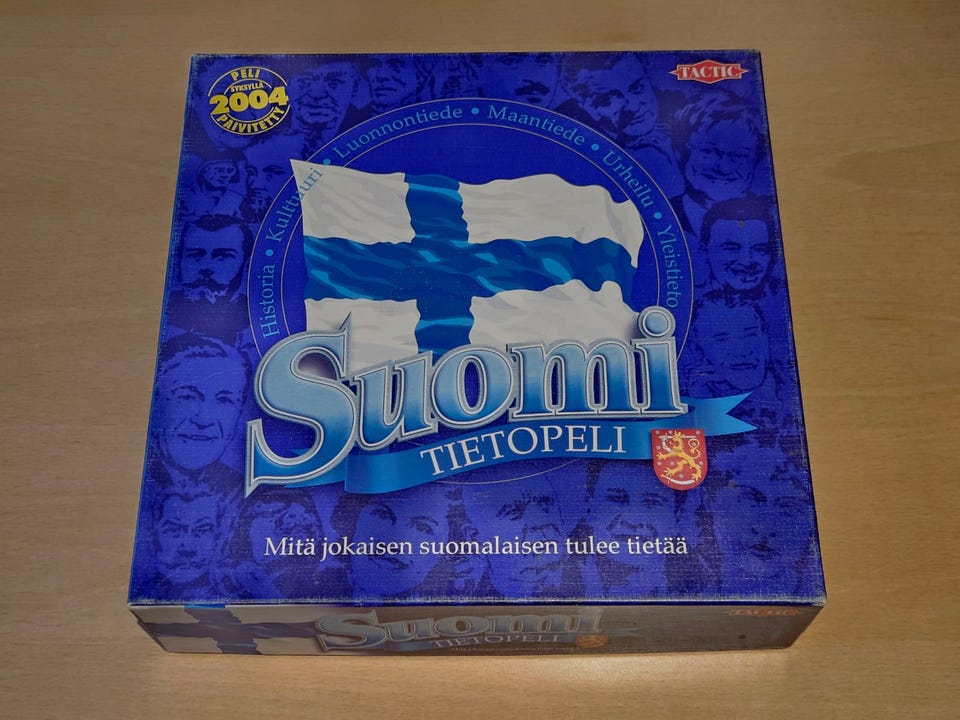 PELI
SYKSYLLÄ
2004
PÄIVITETTY
TACTIC
Historia • Kulttuuri • Luonnontiede • Maantiede • Urheilu • Yleistieto
Suomi
TIETOPELI
Mitä jokaisen suomalaisen tulee tietää
Suomi
TIETOPELI
TACTIC